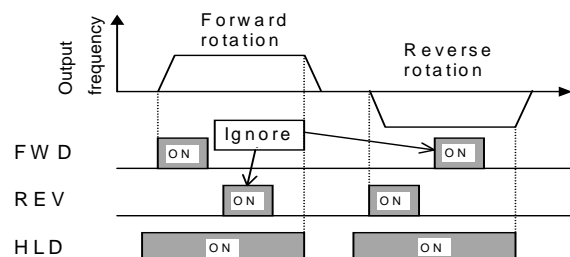 Forward
rotation
Output
frequency
Reverse
rotation
Ignore
FWD
ON
ON
REV
ON
ON
HLD
ON
ON